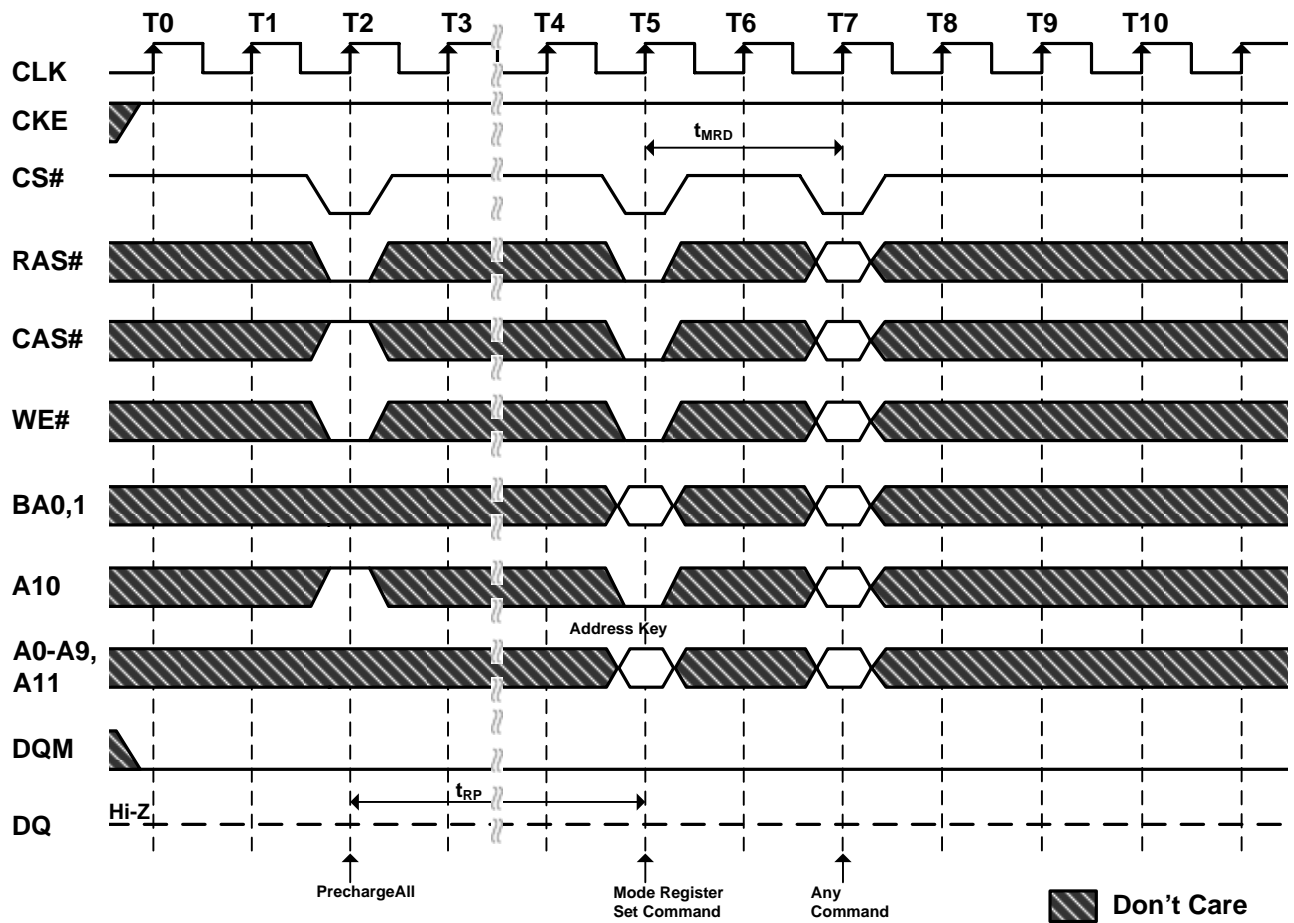 T0 T1 T2 T3 T4 T5 T6 T7 T8 T9 T10
CLK
CKE
tMRD
CS#
RAS#
CAS#
WE#
BA0,1
A10
Address Key
A0-A9,
A11
DQM
tRP
Hi-Z
DQ
PrechargeAll
Mode Register
Set Command
Any
Command
Don't Care